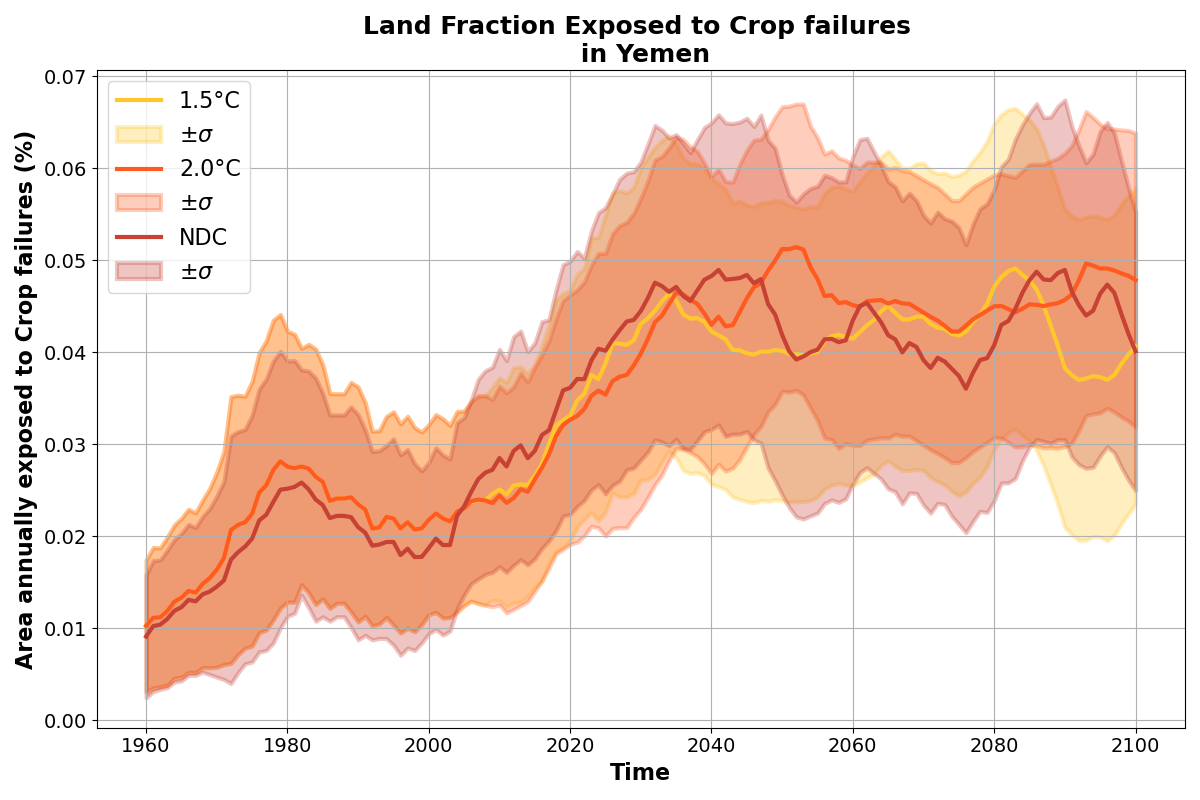 Land Fraction Exposed to Crop failures
in Yemen
Area annually exposed to Crop failures (%)
0.07
0.06
0.05
0.04
0.03
0.02
0.01
0.00
1.5°C
±σ
2.0°C
±σ
NDC
±σ
1960 1980 2000 2020 2040 2060 2080 2100
Time